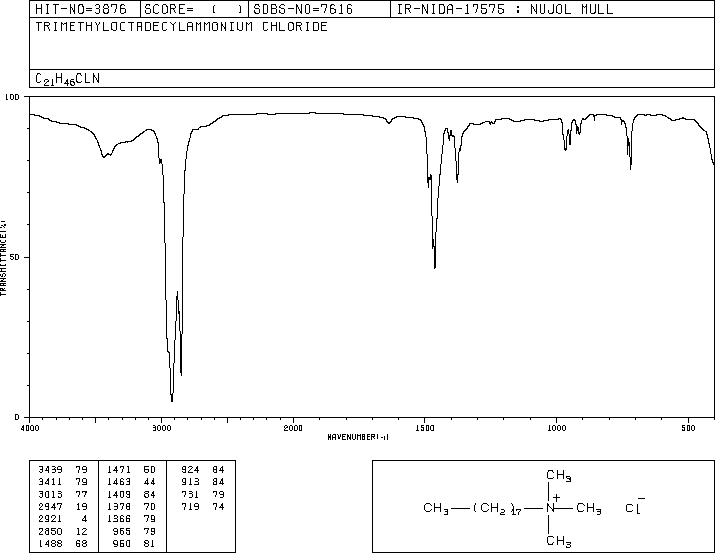 HIT-NO=3876 SCORE= ( ) SDBS-NO=7616 IR-NIDA-17575 : NUJOL MULL
TRIMETHYLOCTADECYLAMMONIUM CHLORIDE
C21H46CLN
100
50
0
TRANSMITTANCE(%)
4000 3000 2000 1500 1000 500
WAVENUMBER(-1)
3439 79 1471 50 924 84
3411 79 1463 44 913 84
3013 77 1409 84 731 79
2947 19 1378 70 719 74
2921 4 1366 79
2850 12 965 79
1488 68 950 81
CH3
CH3—(CH2)17—N+—CH3 Cl−
CH3